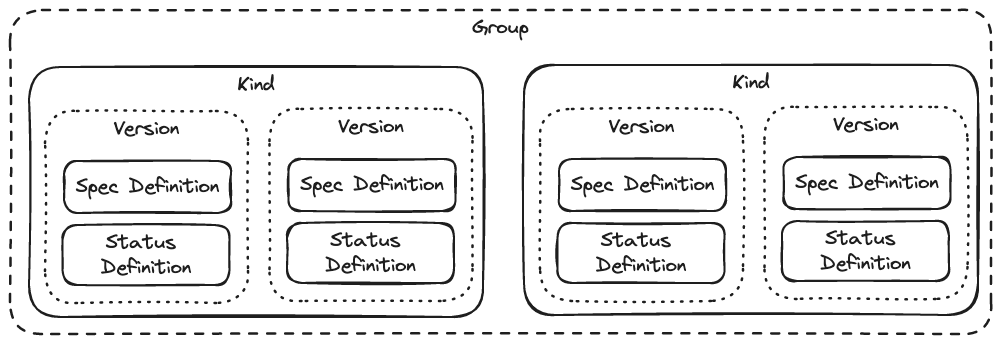 Group
Kind
Version
Spec Definition
Status
Definition
Version
Spec Definition
Status
Definition
Kind
Version
Spec Definition
Status
Definition
Version
Spec Definition
Status
Definition